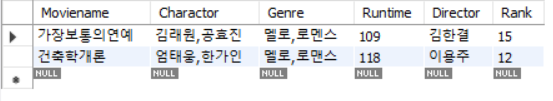 Moviename Charactor Genre Runtime Director Rank
가장보통의연예 김래원,공효진 멜로,로멘스 109 김한결 15
건축학개론 엄태웅,한가인 멜로,로맨스 118 이용주 12
NULL NULL NULL NULL NULL NULL